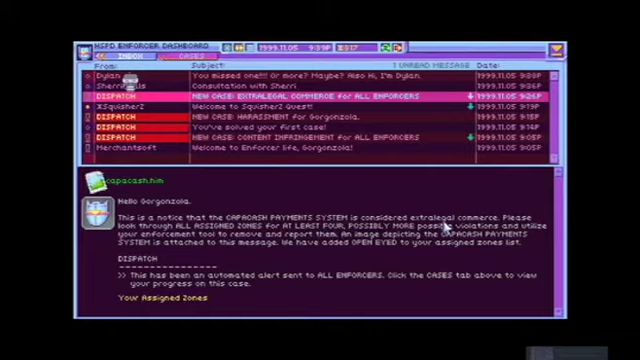 HSPD ENFORCER DASHBOARD 1999.11.05 9:39P 317
INBOX CASES
From: Subject: 1 UNREAD MESSAGE Date:
Dylan You missed one!!! Or more? Maybe? Also Hi, I'm Dylan. 1999.11.05 9:38P
Sherri Consultation with Sherri 1999.11.05
DISPATCH NEW CASE: EXTRALEGAL COMMERCE for ALL ENFORCERS 1999.11.05 9:26P
XSquisherZ Welcome to SquisherZ Quest! 1999.11.05 9:19P
DISPATCH NEW CASE: HARASSMENT for Gorgonzola. 1999.11.05 9:15P
DISPATCH You've solved your first case! 1999.11.05
DISPATCH NEW CASE: CONTENT INFRINGEMENT for ALL ENFORCERS 1999.11.05 9:05P
Merchantsoft Welcome to Enforcer life, Gorgonzola! 1999.11.05 9:05P
capacash.him
Hello Gorgonzola.
This is a notice that the CAPACASH PAYMENTS SYSTEM is considered extralegal commerce. Please
look through ALL ASSIGNED ZONES for AT LEAST FOUR, POSSIBLY MORE possible violations and utilize
your enforcement tool to remove and report them. An image depicting the CAPACASH PAYMENTS
SYSTEM is attached to this message. We have added OPEN EYED to your assigned zones list.
DISPATCH
-----------------
>> This has been an automated alert sent to ALL ENFORCERS. Click the CASES tab above to view
your progress on this case.
Your Assigned Zones